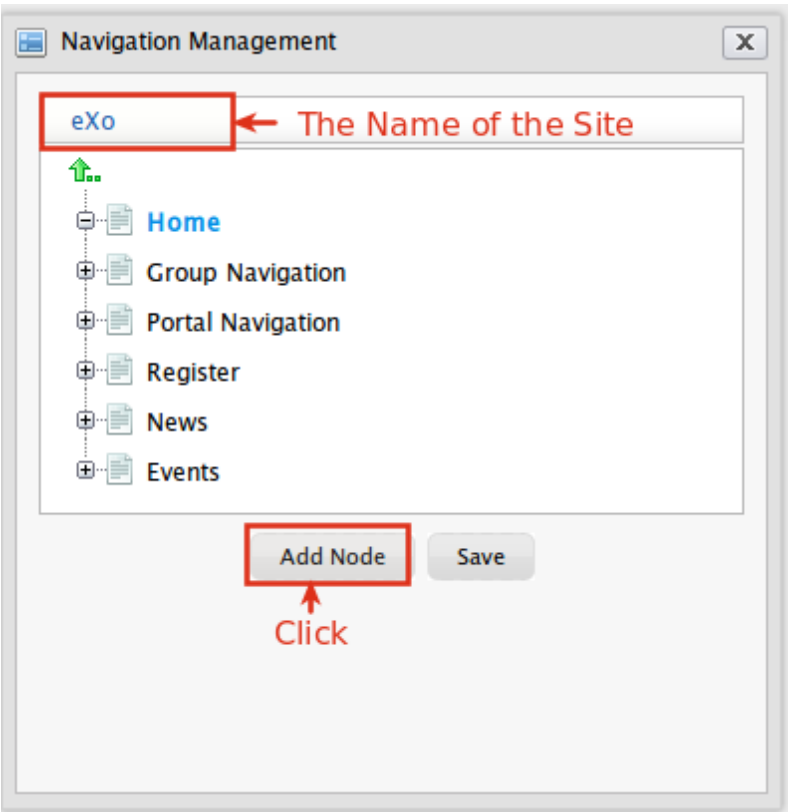 Navigation Management
X
eXo
The Name of the Site
Home
Group Navigation
Portal Navigation
Register
News
Events
Add Node
Save
Click